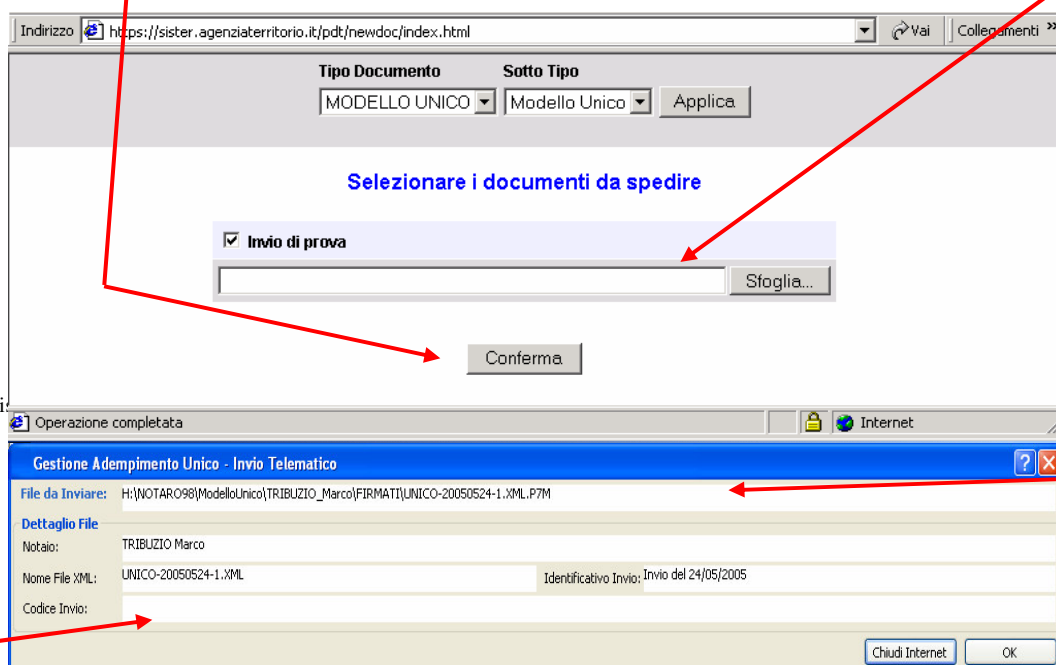 Indirizzo https://sister.agenziaterritorio.it/pdt/newdoc/index.html Vai Collegamenti »
Tipo Documento Sotto Tipo
MODELLO UNICO Modello Unico Applica
Selezionare i documenti da spedire
Invio di prova
Sfoglia...
Conferma
Operazione completata Internet
Gestione Adempimento Unico - Invio Telematico
File da Inviare: H:\NOTARO98\ModelloUnico\TRIBUZIO_Marco\FIRMATI\UNICO-20050524-1.XML.P7M
Dettaglio File
Notaio: TRIBUZIO Marco
Nome File XML: UNICO-20050524-1.XML Identificativo Invio: Invio del 24/05/2005
Codice Invio:
Chiudi Internet OK